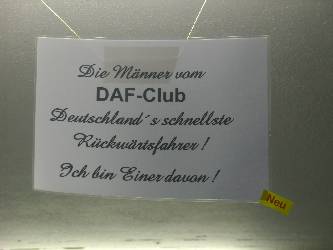 Die Männer vom
DAF-Club
Deutschland´s schnellste
Rückwärtsfahrer !
Ich bin Einer davon !
Neu